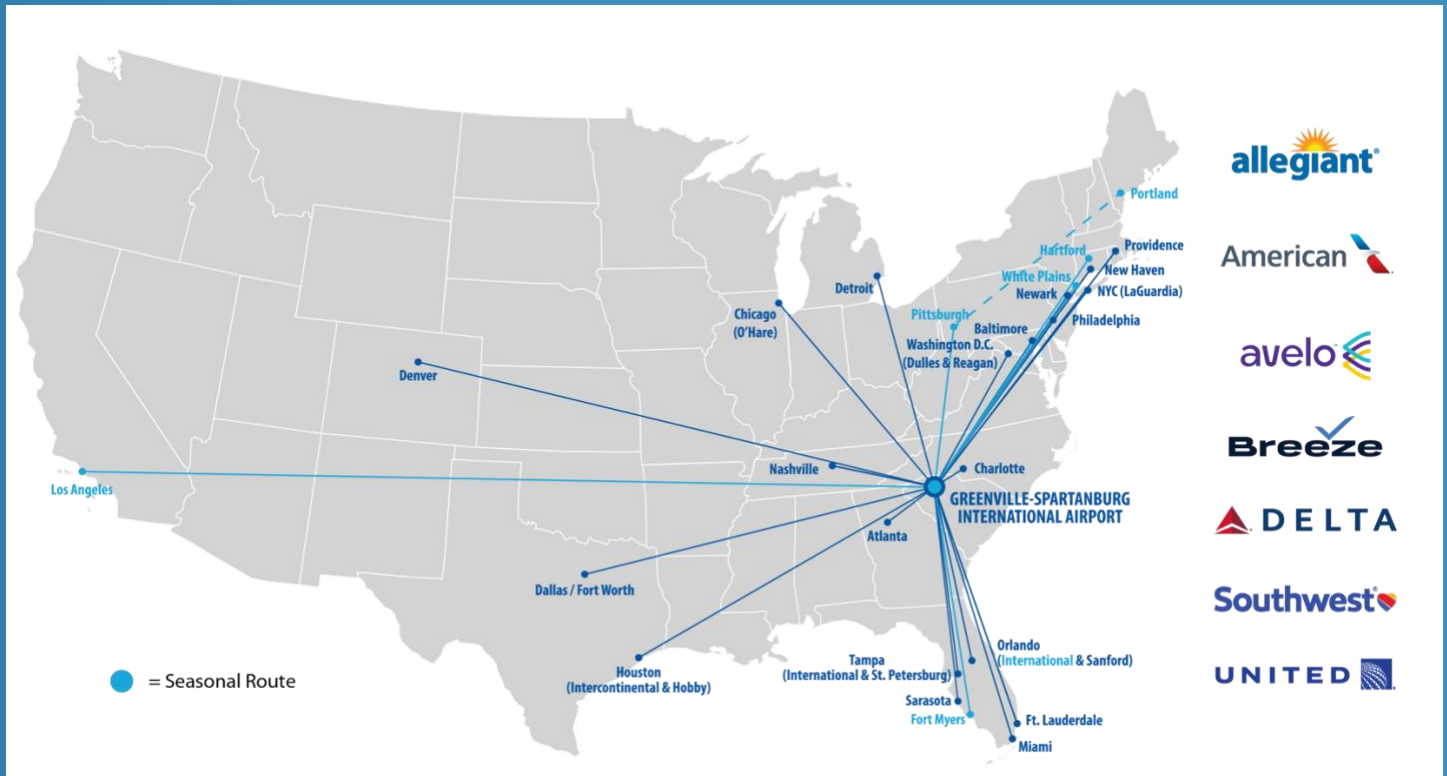 Portland
Hartford
Providence
White Plains
New Haven
Newark
NYC (LaGuardia)
Detroit
Chicago
(O'Hare)
Pittsburgh
Baltimore
Philadelphia
Washington D.C.
(Dulles & Reagan)
Denver
Nashville
Charlotte
Los Angeles
GREENVILLE-SPARTANBURG
INTERNATIONAL AIRPORT
Atlanta
Dallas / Fort Worth
Houston
(Intercontinental & Hobby)
Tampa
(International & St. Petersburg)
Orlando
(International & Sanford)
Sarasota
Fort Myers
Ft. Lauderdale
Miami
= Seasonal Route
allegiant®
American
avelo™
Breeze
DELTA
Southwest®
UNITED